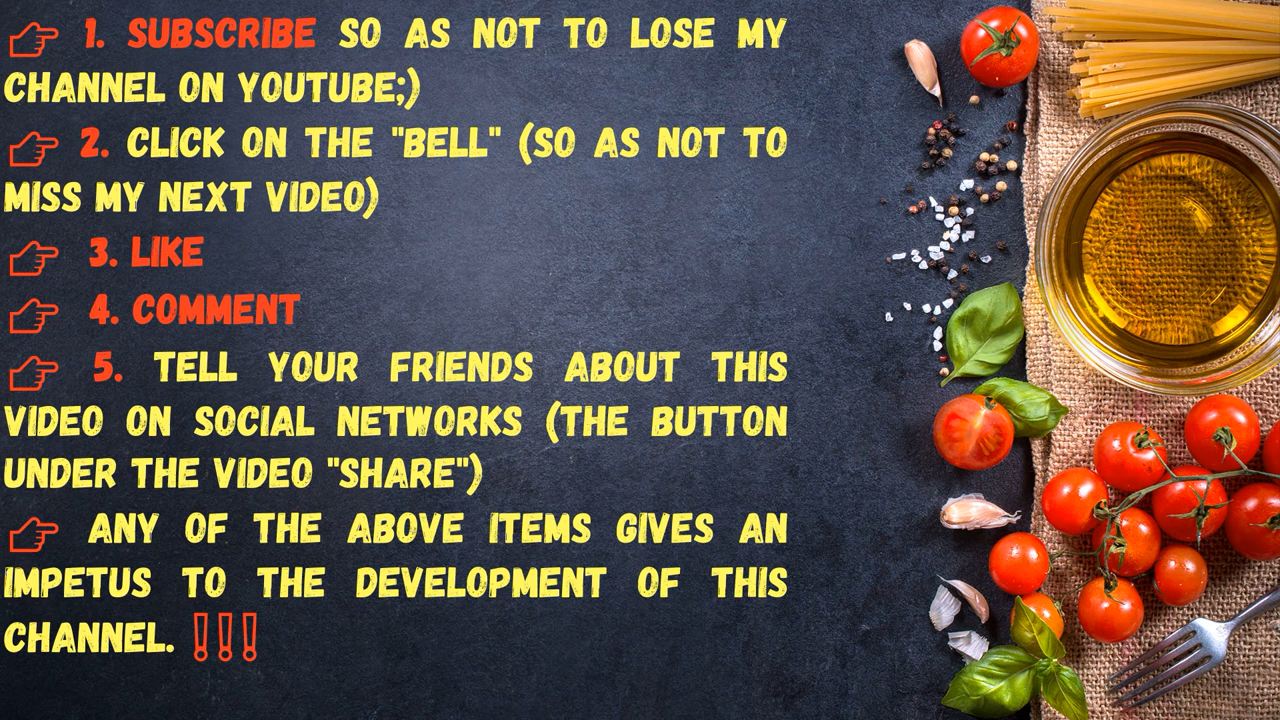 👉 1. SUBSCRIBE SO AS NOT TO LOSE MY
CHANNEL ON YOUTUBE;)
👉 2. CLICK ON THE "BELL" (SO AS NOT TO
MISS MY NEXT VIDEO)
👉 3. LIKE
👉 4. COMMENT
👉 5. TELL YOUR FRIENDS ABOUT THIS
VIDEO ON SOCIAL NETWORKS (THE BUTTON
UNDER THE VIDEO "SHARE")
👉 ANY OF THE ABOVE ITEMS GIVES AN
IMPETUS TO THE DEVELOPMENT OF THIS
CHANNEL. !!!